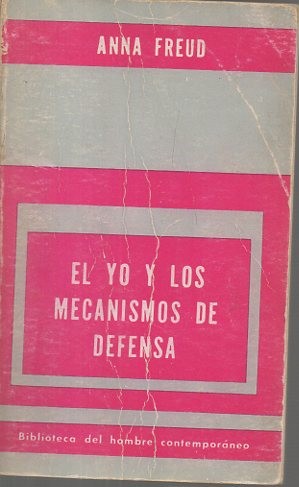 ANNA FREUD
EL YO Y LOS
MECANISMOS DE
DEFENSA
Biblioteca del hombre contemporáneo